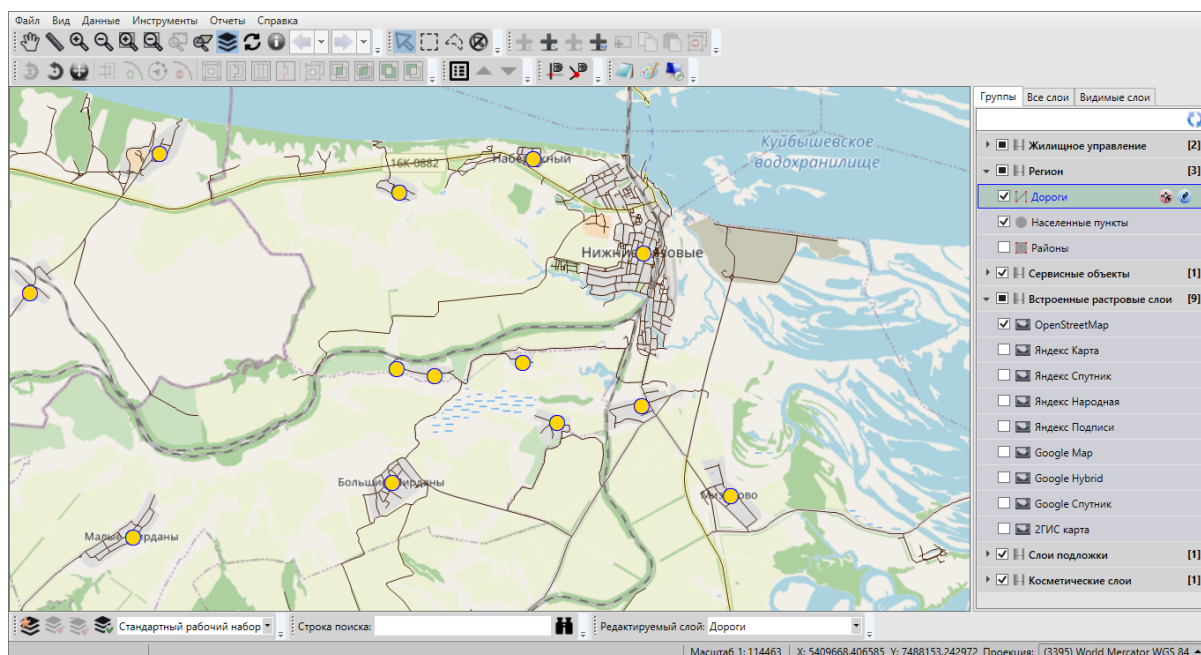 Файл Вид Данные Инструменты Отчеты Справка
Группы Все слои Видимые слои
Жилищное управление [2]
Регион [3]
Дороги
Населенные пункты
Районы
Сервисные объекты [1]
Встроенные растровые слои [9]
OpenStreetMap
Яндекс Карта
Яндекс Спутник
Яндекс Народная
Яндекс Подписи
Google Map
Google Hybrid
Google Спутник
2ГИС карта
Слои подложки [1]
Косметические слои [1]
Куйбышевское
водохранилище
16К-0882
Стандартный рабочий набор Строка поиска: Редактируемый слой: Дороги
Масштаб 1: 114463 X: 5409668,406585 Y: 7488153,242972 Проекция: (3395) World Mercator WGS 84